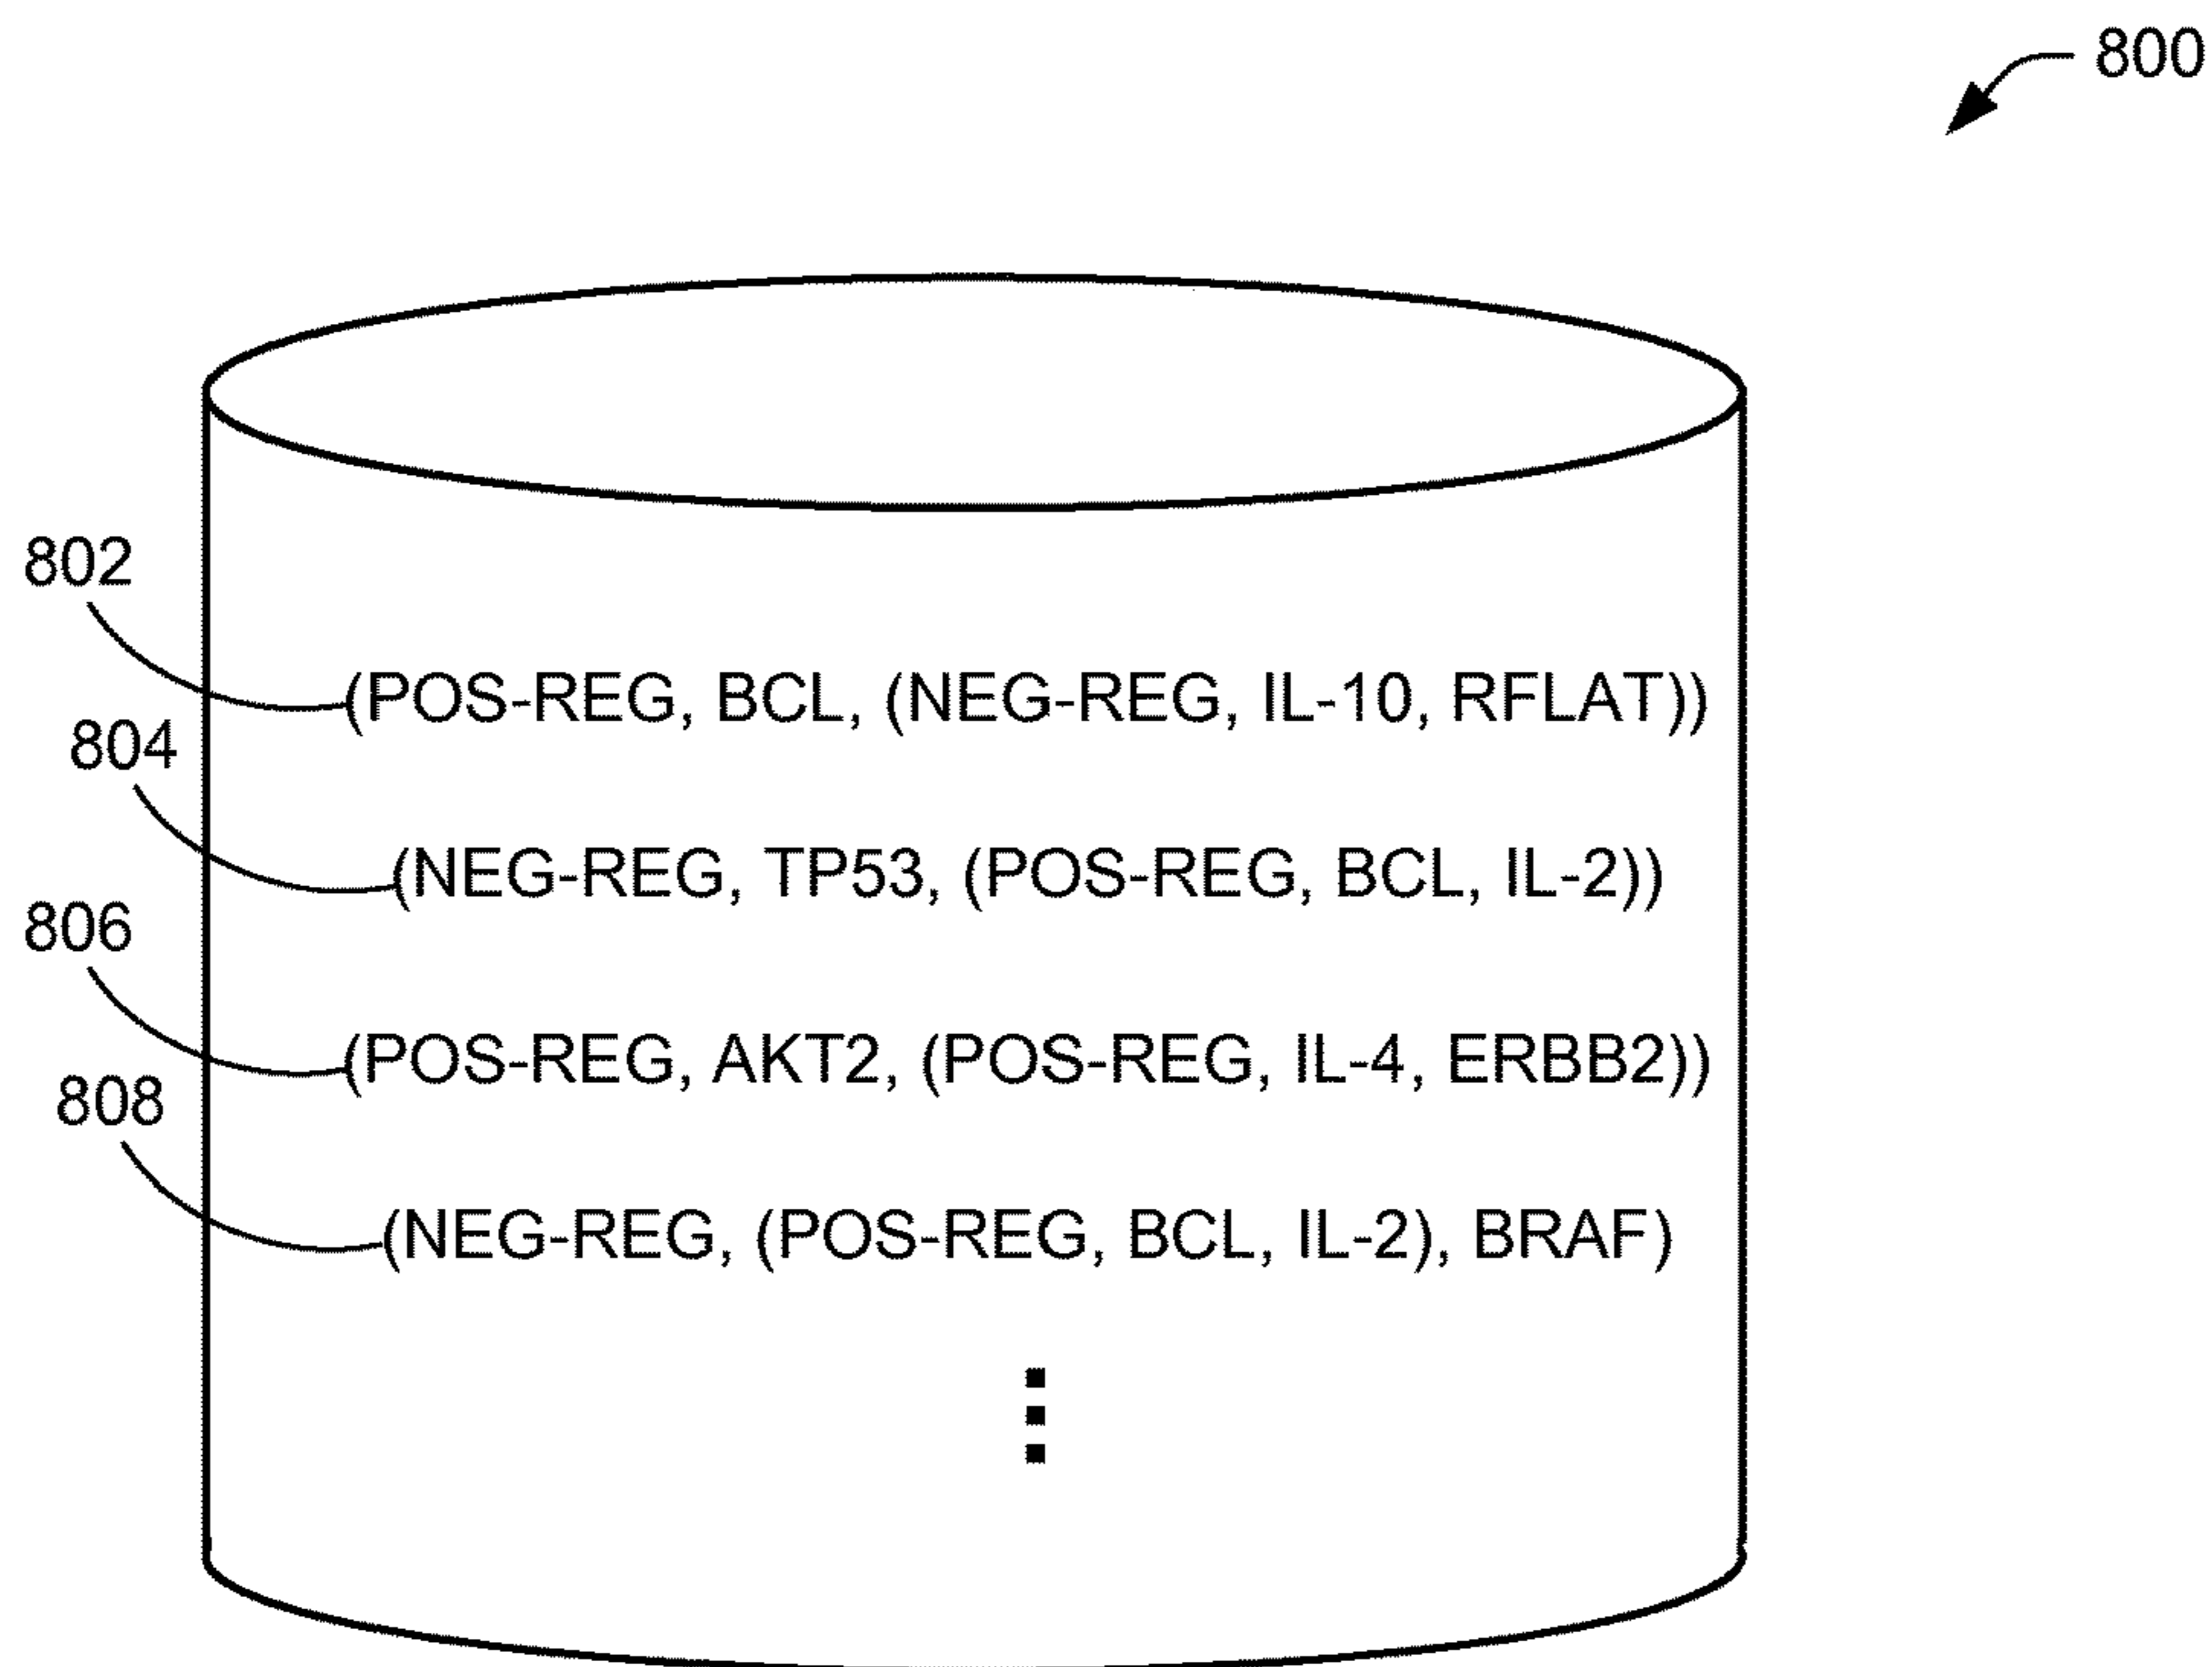 800
802
(POS-REG, BCL, (NEG-REG, IL-10, RFLAT))
804
(NEG-REG, TP53, (POS-REG, BCL, IL-2))
806
(POS-REG, AKT2, (POS-REG, IL-4, ERBB2))
808
(NEG-REG, (POS-REG, BCL, IL-2), BRAF)